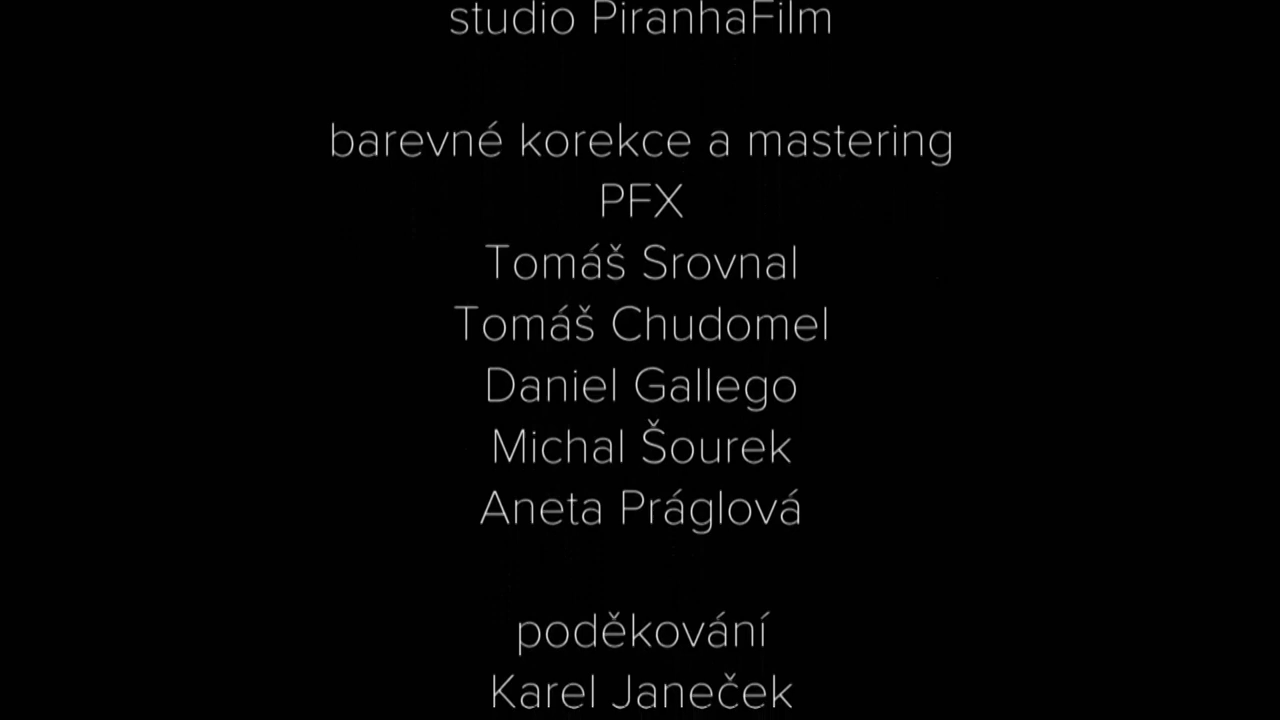 studio PiranhaFilm
barevné korekce a mastering
PFX
Tomáš Srovnal
Tomáš Chudomel
Daniel Gallego
Michal Šourek
Aneta Práglová
poděkování
Karel Janeček